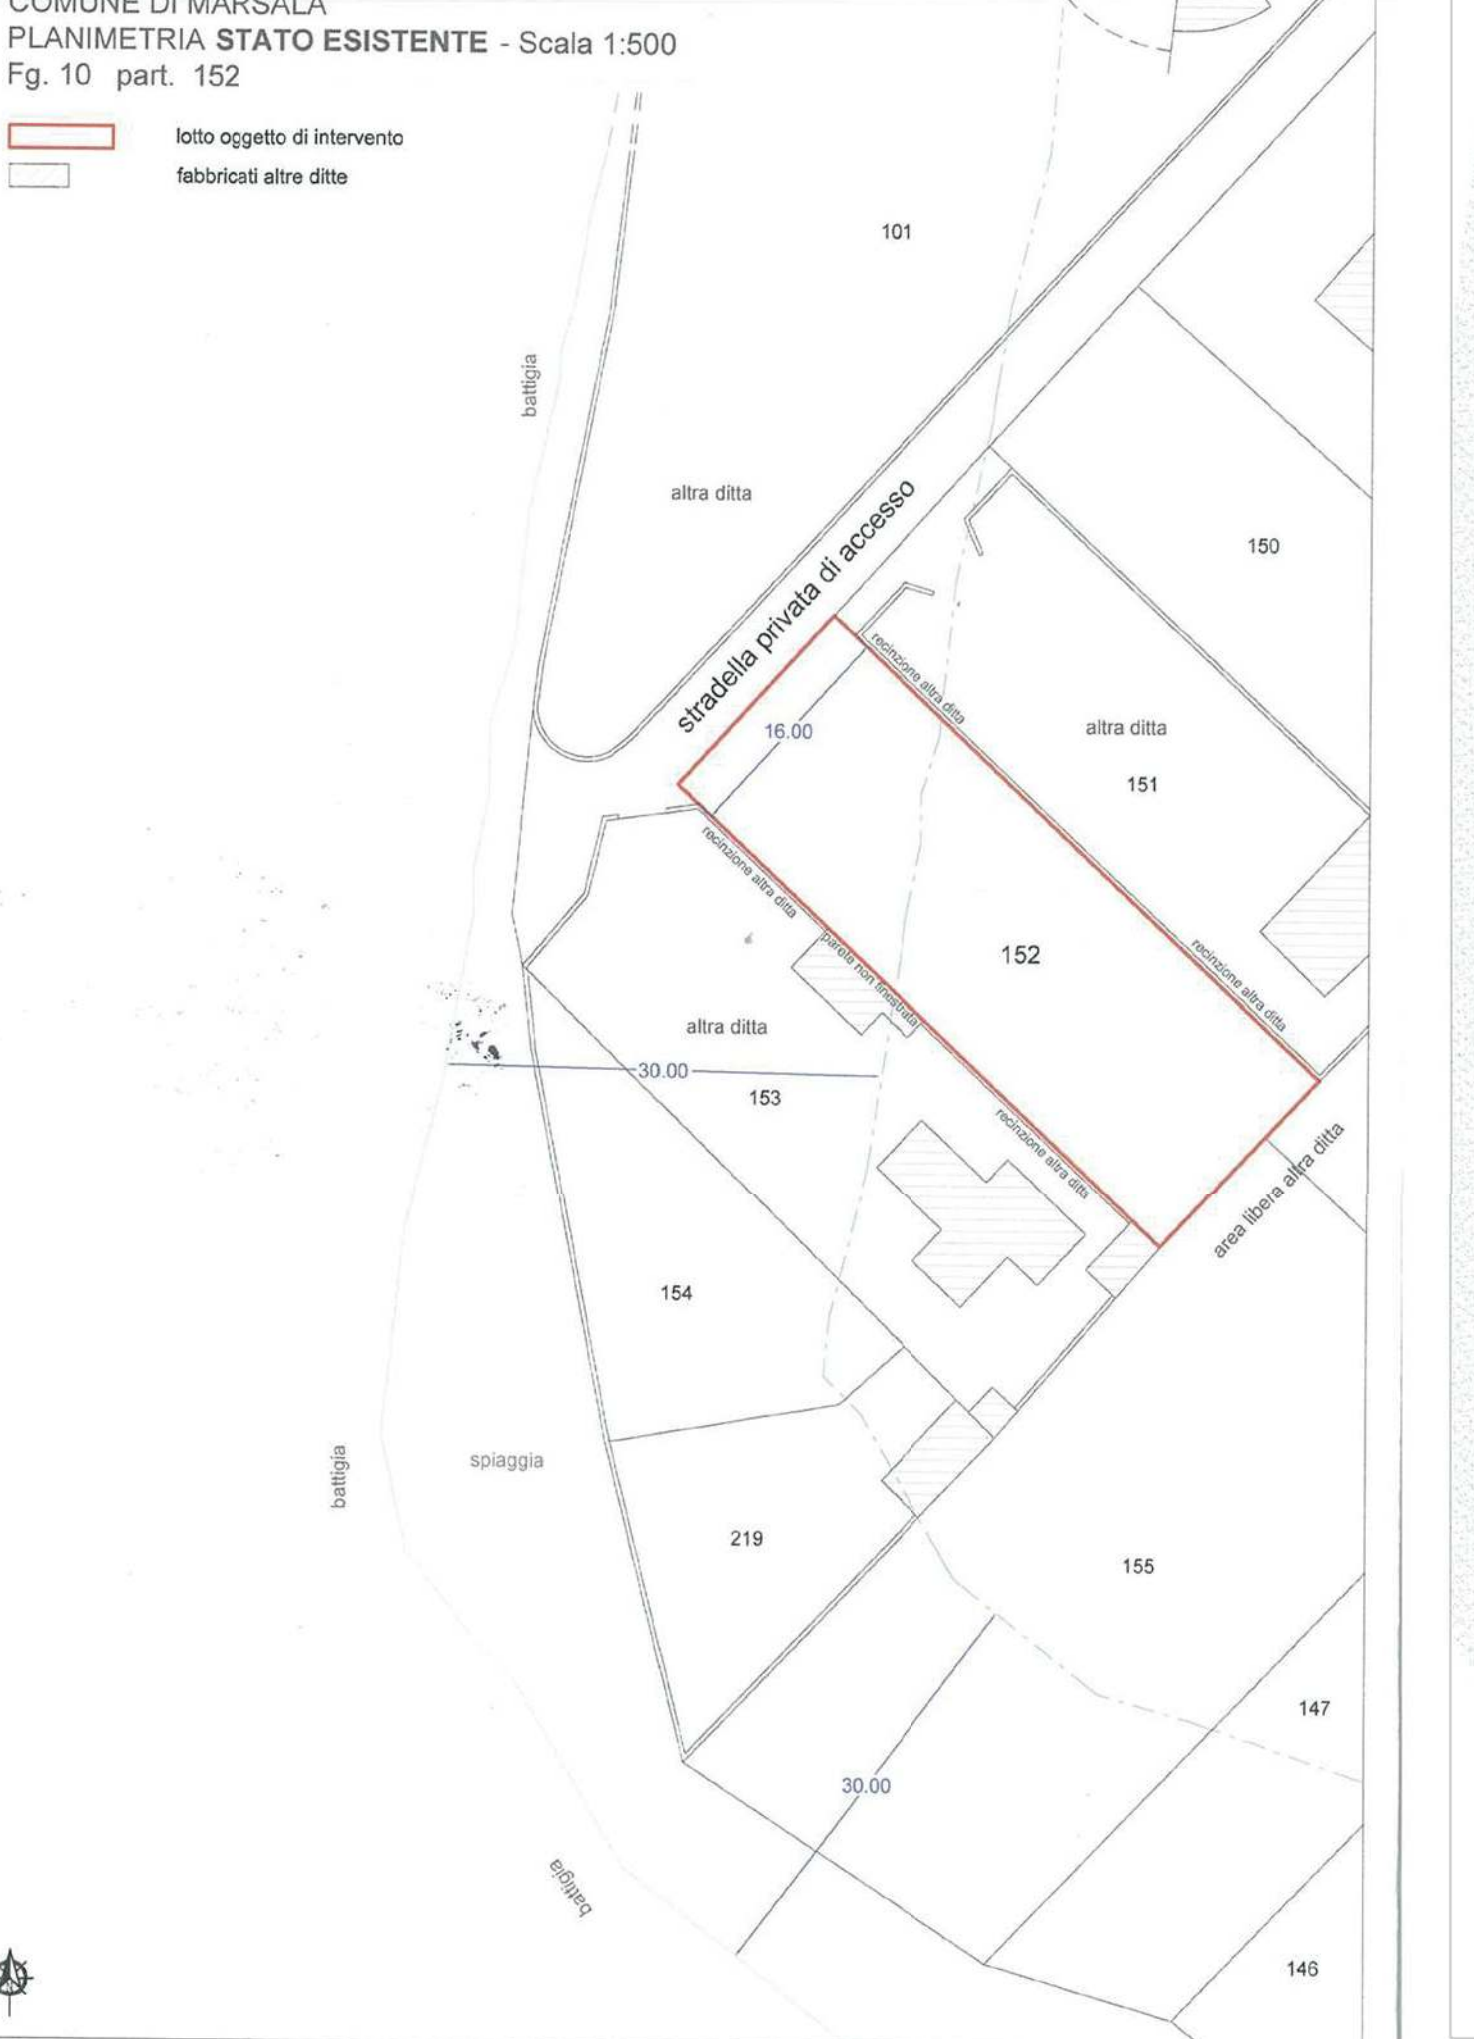 COMUNE DI MARSALA
PLANIMETRIA STATO ESISTENTE - Scala 1:500
Fg. 10 part. 152
lotto oggetto di intervento
fabbricati altre ditte
101
battigia
altra ditta
stradella privata di accesso
150
recinzione altra ditta
16.00
altra ditta
151
recinzione altra ditta
parete non finestrata
152
recinzione altra ditta
altra ditta
30.00
153
recinzione altra ditta
area libera altra ditta
154
battigia
spiaggia
219
155
147
30.00
battigia
146